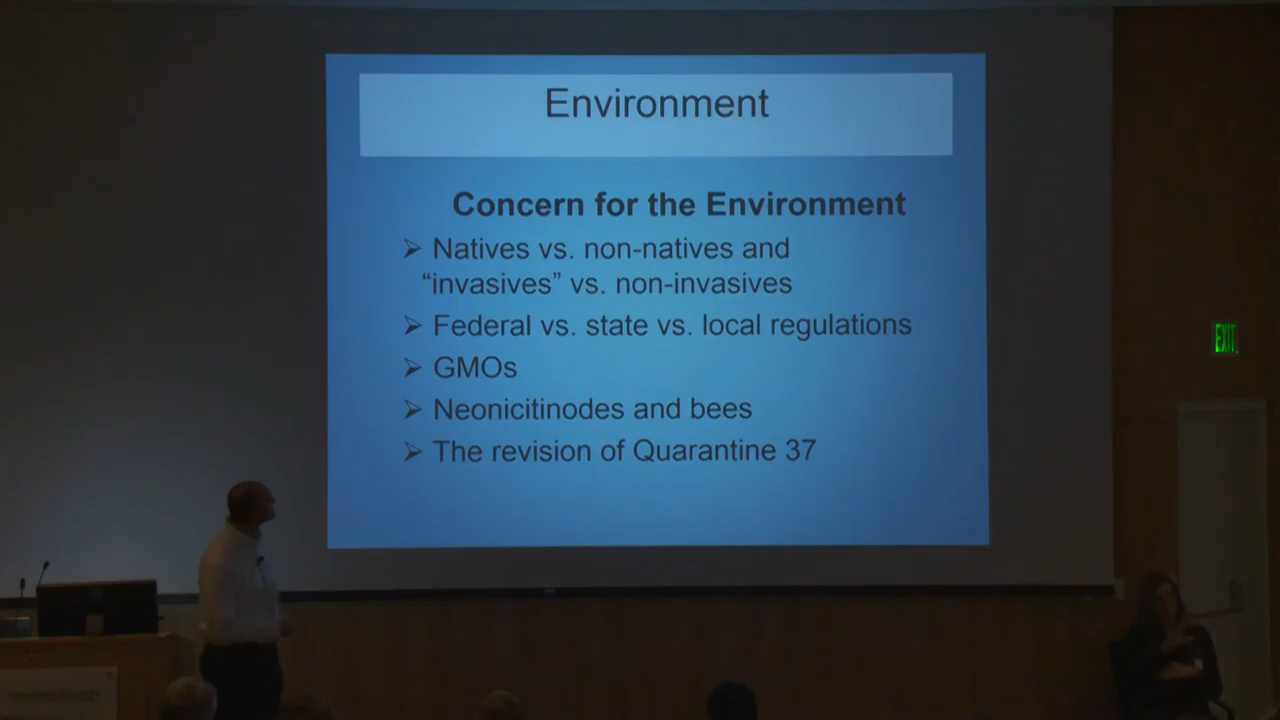 Environment
Concern for the Environment
➢ Natives vs. non-natives and
“invasives” vs. non-invasives
➢ Federal vs. state vs. local regulations
➢ GMOs
➢ Neonicitinodes and bees
➢ The revision of Quarantine 37
EXIT